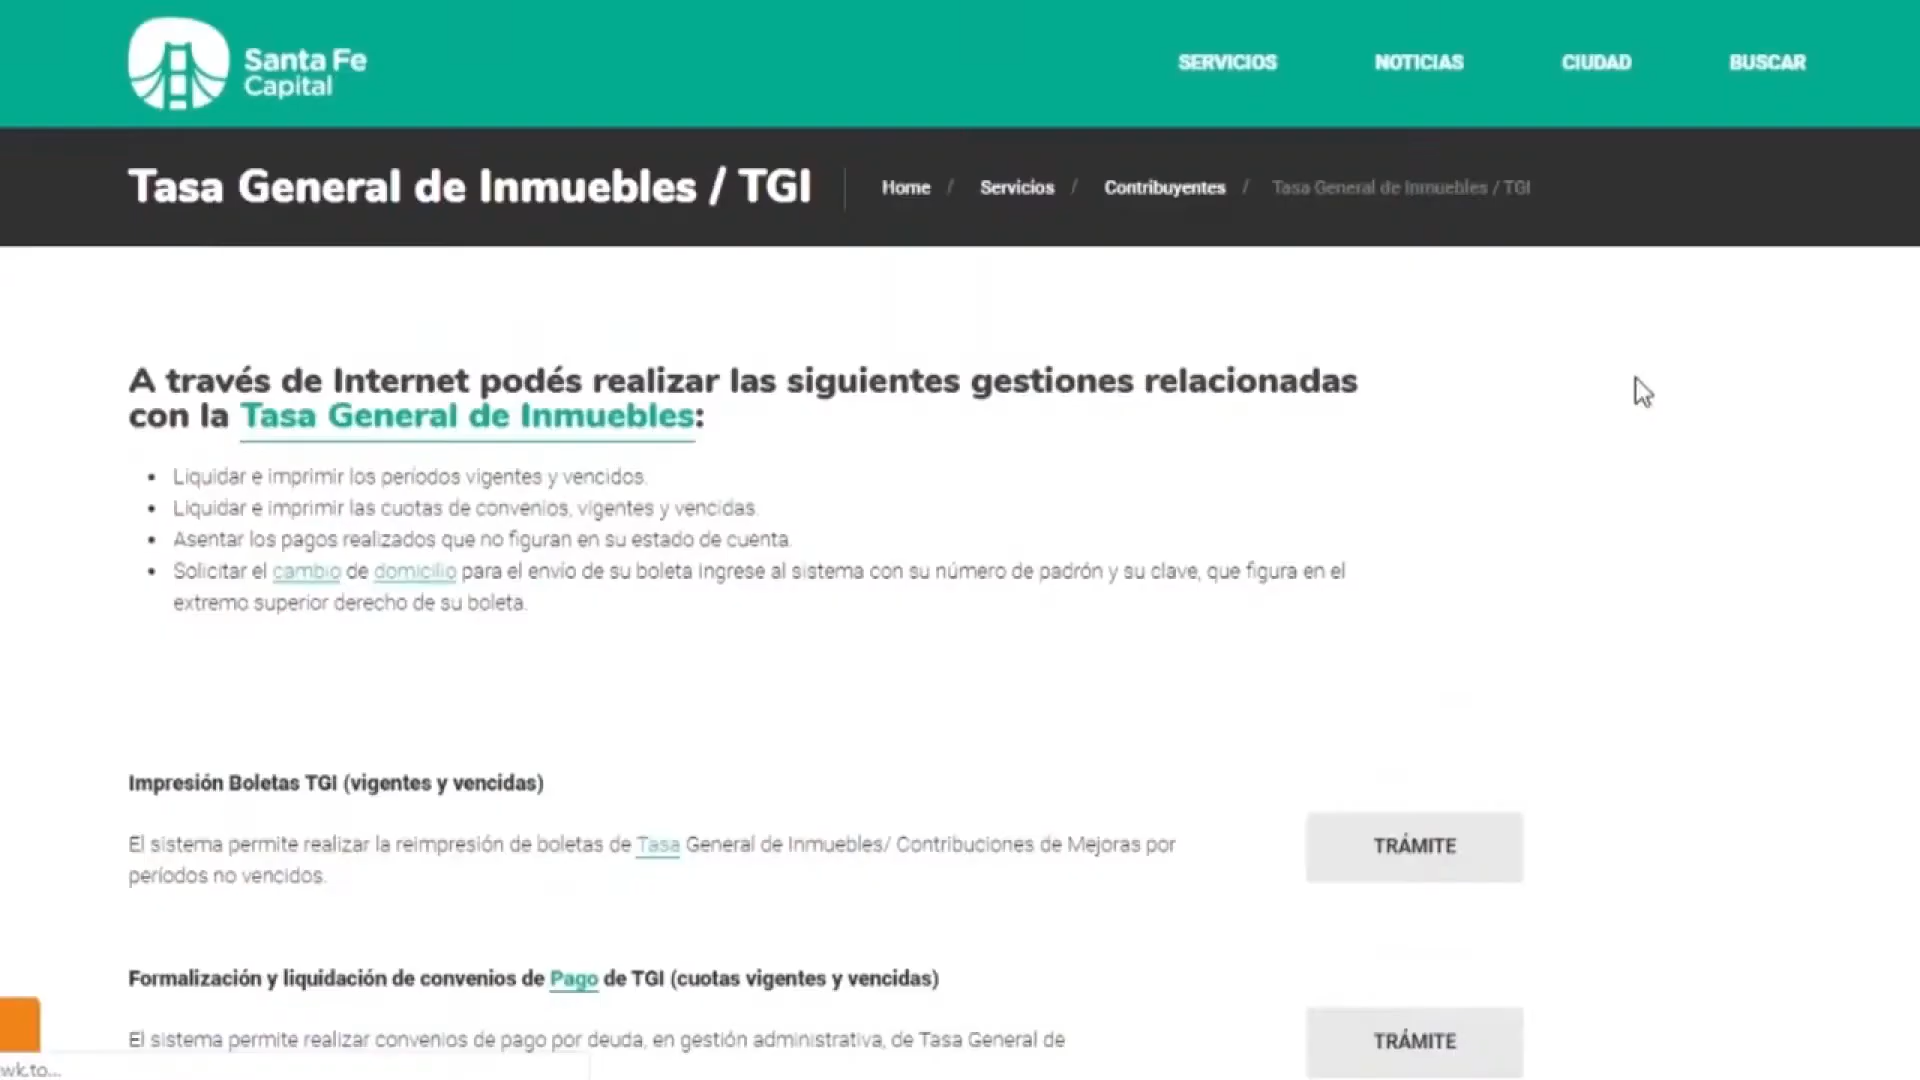 Santa Fe
Capital
SERVICIOS
NOTICIAS
CIUDAD
BUSCAR
Tasa General de Inmuebles / TGI
Home / Servicios / Contribuyentes / Tasa General de Inmuebles / TGI
A través de Internet podés realizar las siguientes gestiones relacionadas
con la Tasa General de Inmuebles:
• Liquidar e imprimir los períodos vigentes y vencidos.
• Liquidar e imprimir las cuotas de convenios, vigentes y vencidas.
• Asentar los pagos realizados que no figuran en su estado de cuenta.
• Solicitar el cambio de domicilio para el envío de su boleta Ingrese al sistema con su número de padrón y su clave, que figura en el
extremo superior derecho de su boleta.
Impresión Boletas TGI (vigentes y vencidas)
El sistema permite realizar la reimpresión de boletas de Tasa General de Inmuebles/ Contribuciones de Mejoras por
períodos no vencidos.
TRÁMITE
Formalización y liquidación de convenios de Pago de TGI (cuotas vigentes y vencidas)
El sistema permite realizar convenios de pago por deuda, en gestión administrativa, de Tasa General de
TRÁMITE
wk.to...